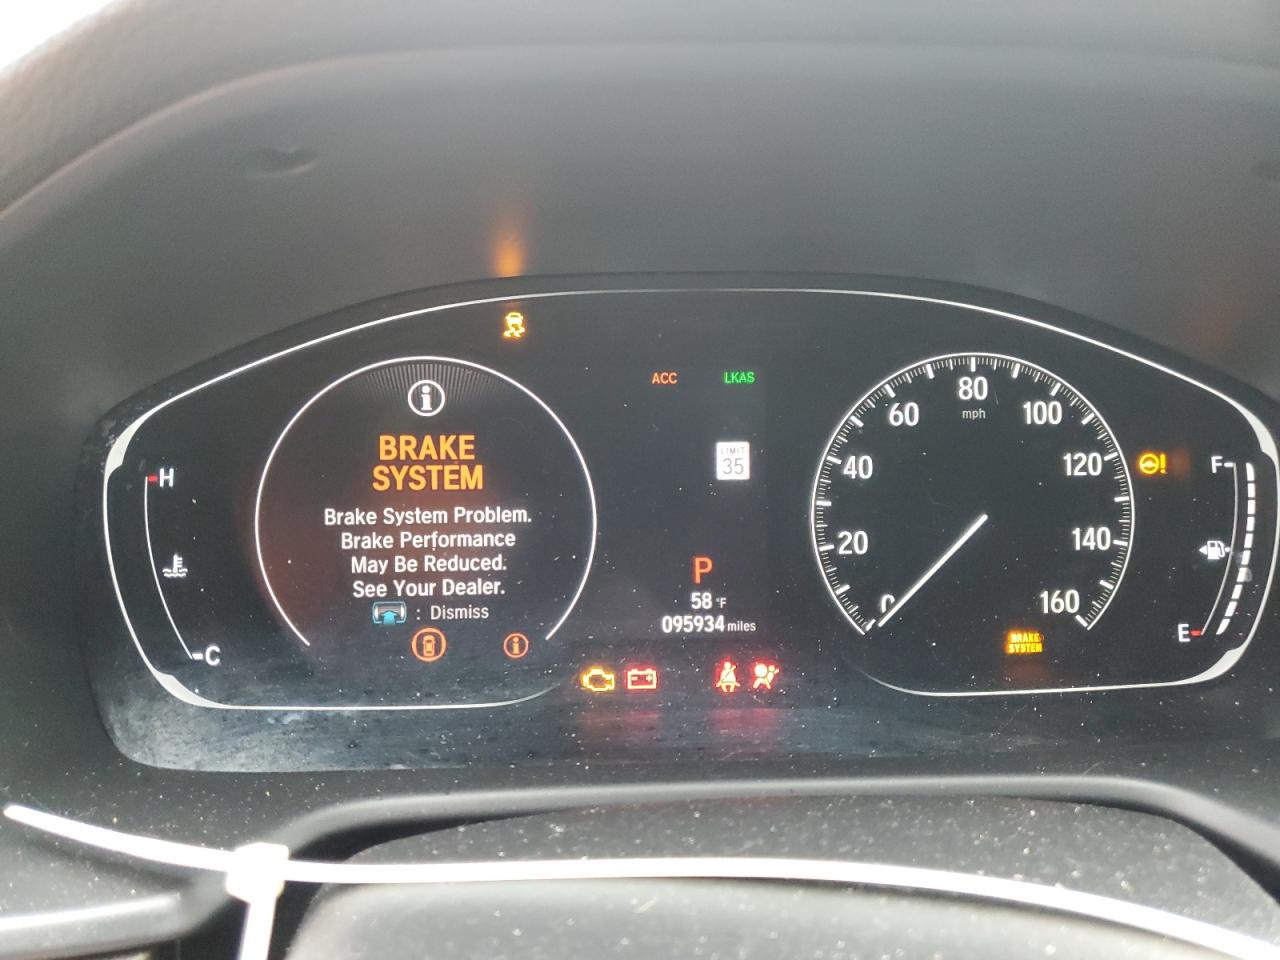 ACC
LKAS
i
BRAKE
SYSTEM
Brake System Problem.
Brake Performance
May Be Reduced.
See Your Dealer.
: Dismiss
i
H
C
LIMIT
35
P
58 °F
095934 miles
0
20
40
60
80
100
120
140
160
mph
!
BRAKE
SYSTEM
F
E